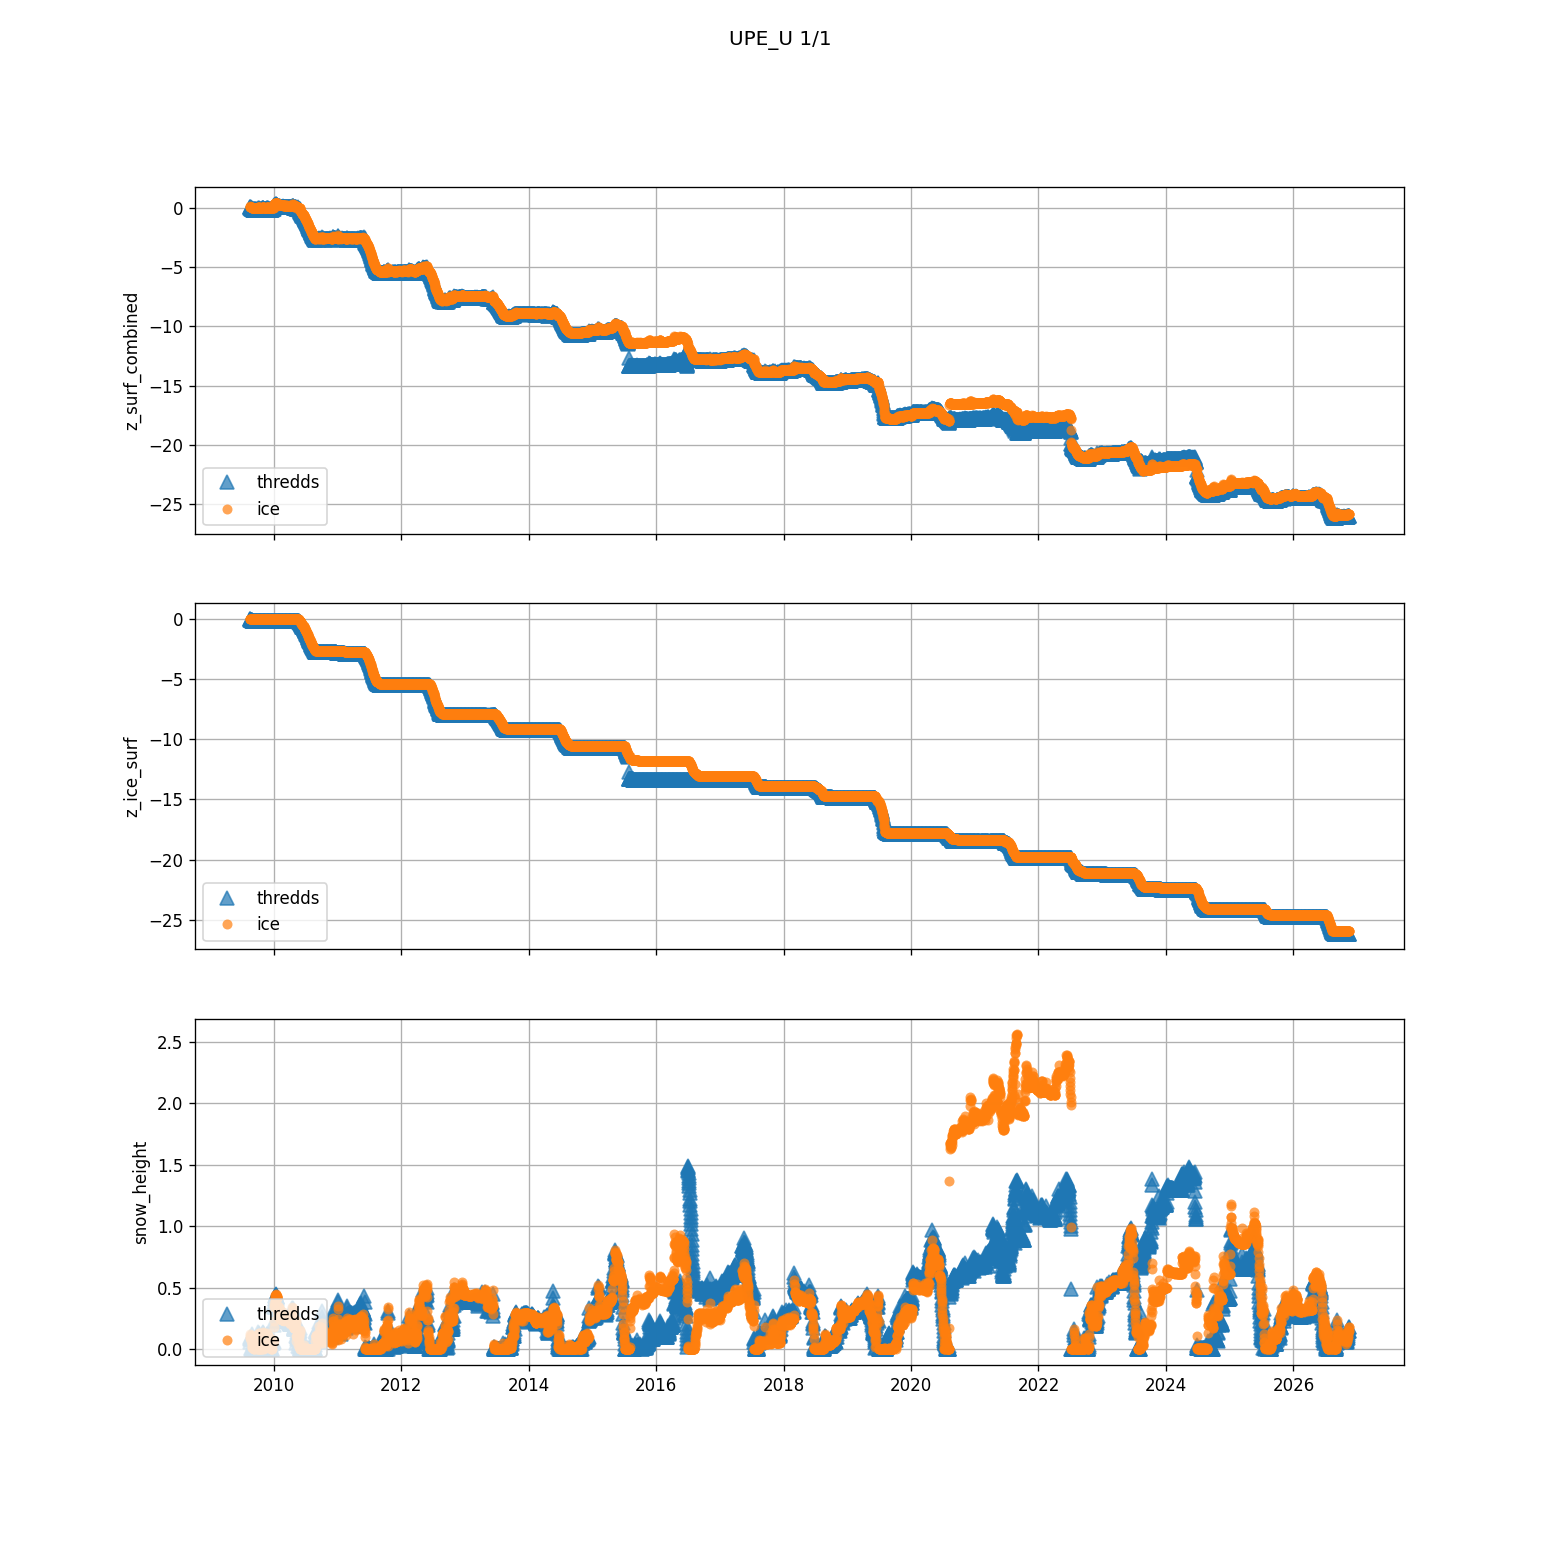 UPE_U 1/1
z_surf_combined
0
−5
−10
−15
−20
−25
thredds
ice
z_ice_surf
0
−5
−10
−15
−20
−25
thredds
ice
snow_height
2.5
2.0
1.5
1.0
0.5
0.0
thredds
ice
2010 2012 2014 2016 2018 2020 2022 2024 2026